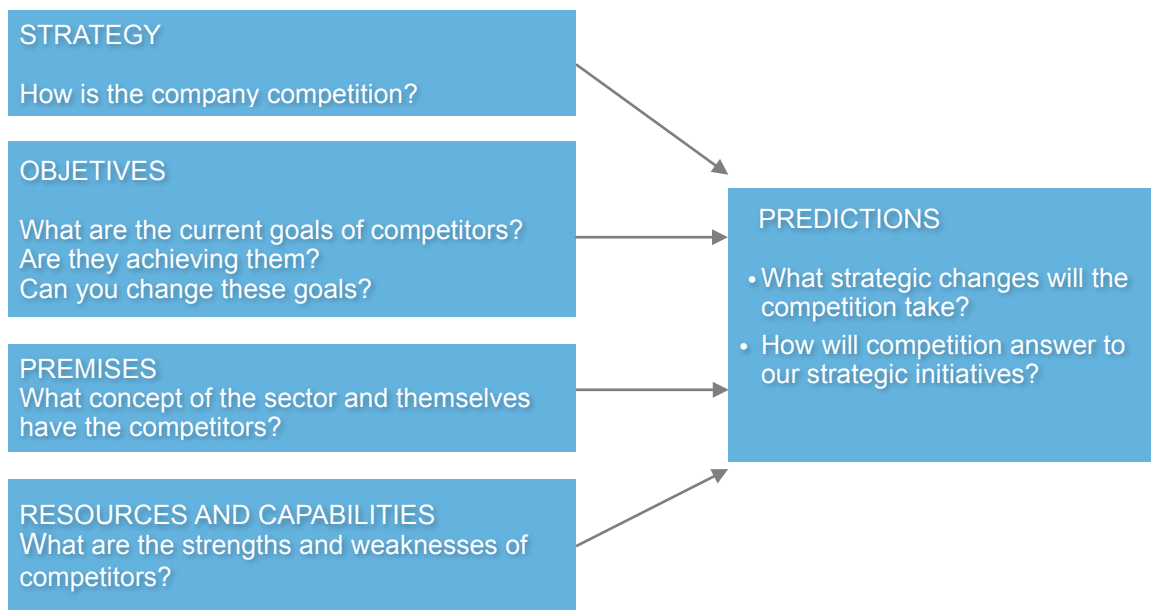 STRATEGY
How is the company competition?
OBJETIVES
What are the current goals of competitors?
Are they achieving them?
Can you change these goals?
PREMISES
What concept of the sector and themselves
have the competitors?
RESOURCES AND CAPABILITIES
What are the strengths and weaknesses of
competitors?
PREDICTIONS
• What strategic changes will the
competition take?
• How will competition answer to
our strategic initiatives?